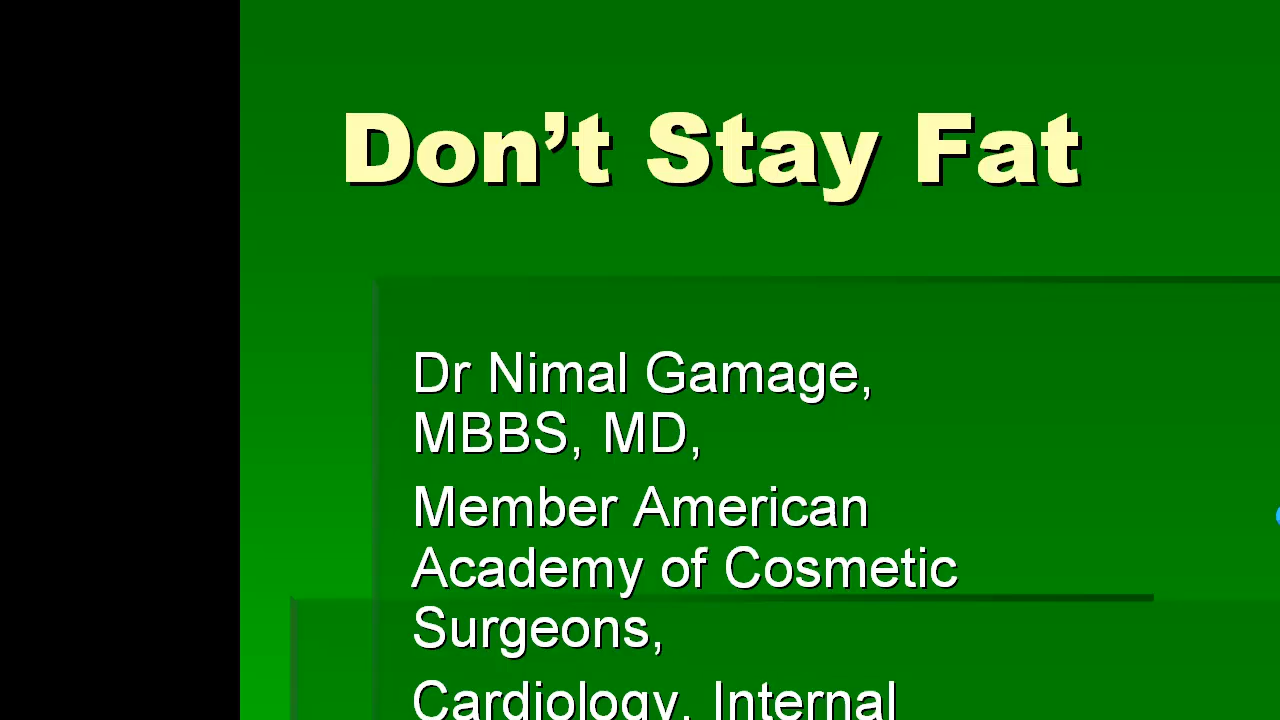 Don’t Stay Fat
Dr Nimal Gamage,
MBBS, MD,
Member American
Academy of Cosmetic
Surgeons,
Cardiology, Internal